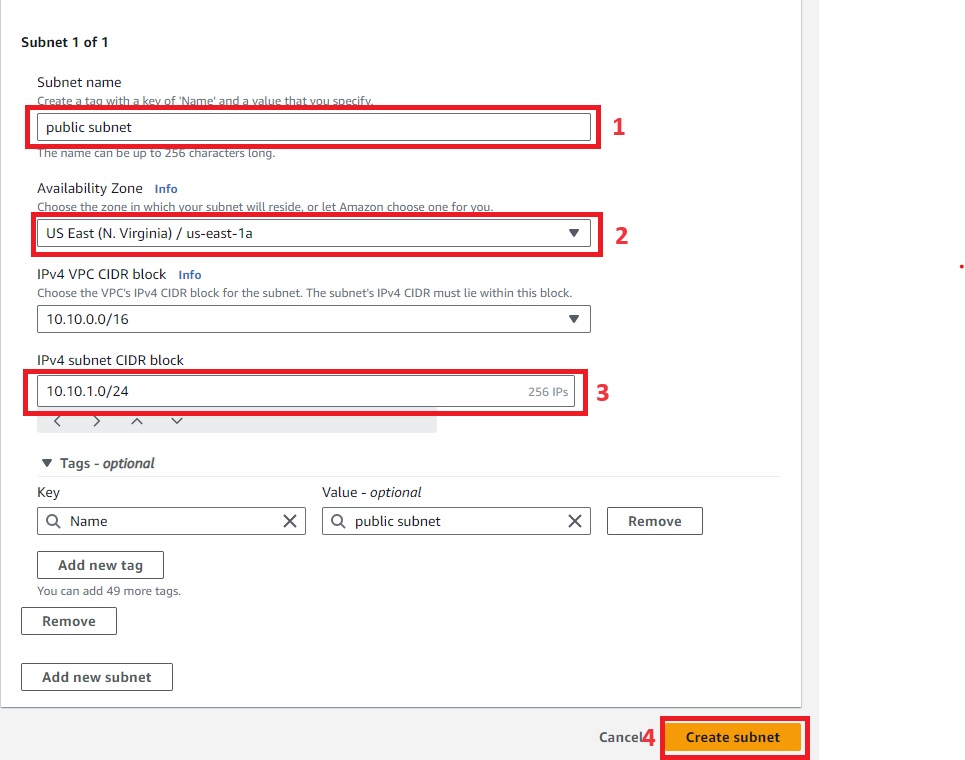 Subnet 1 of 1
Subnet name
Create a tag with a key of 'Name' and a value that you specify.
public subnet
1
The name can be up to 256 characters long.
Availability Zone Info
Choose the zone in which your subnet will reside, or let Amazon choose one for you.
US East (N. Virginia) / us-east-1a
2
IPv4 VPC CIDR block Info
Choose the VPC's IPv4 CIDR block for the subnet. The subnet's IPv4 CIDR must lie within this block.
10.10.0.0/16
IPv4 subnet CIDR block
10.10.1.0/24 256 IPs
3
Tags - optional
Key Value - optional
Name public subnet Remove
Add new tag
You can add 49 more tags.
Remove
Add new subnet
Cancel 4 Create subnet